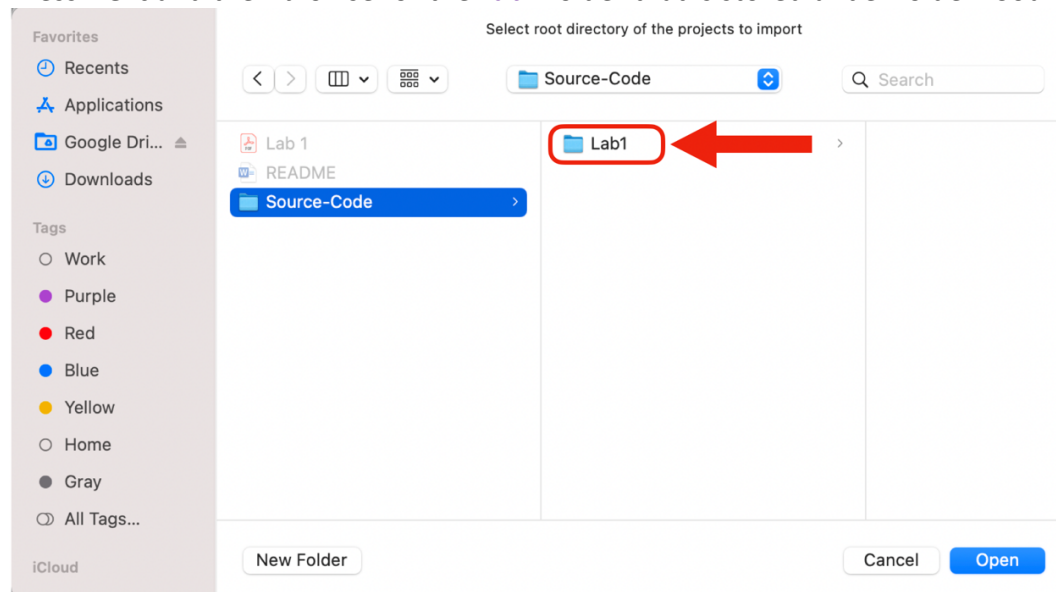 Select root directory of the projects to import
Favorites
Recents
Applications
Google Dri...
Downloads
Tags
Work
Purple
Red
Blue
Yellow
Home
Gray
All Tags...
iCloud
Source-Code
Search
Lab 1
README
Source-Code
Lab1
New Folder
Cancel
Open